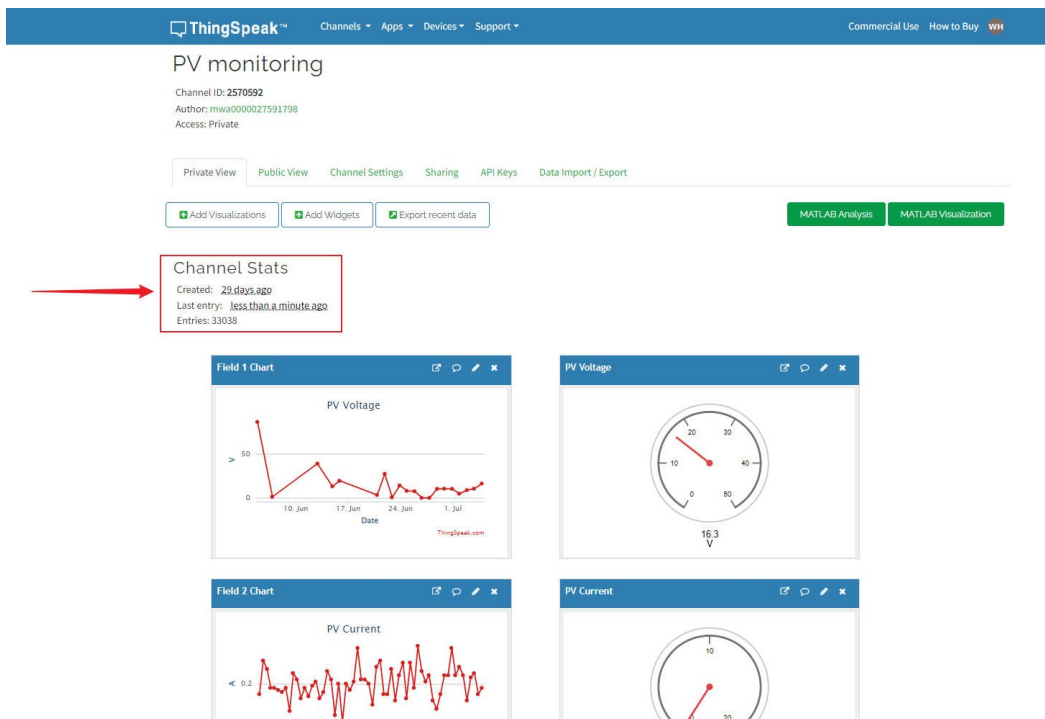 ThingSpeak™ Channels Apps Devices Support Commercial Use How to Buy WH
PV monitoring
Channel ID: 2570592
Author: mwa0000027591798
Access: Private
Private View Public View Channel Settings Sharing API Keys Data Import / Export
Add Visualizations Add Widgets Export recent data MATLAB Analysis MATLAB Visualization
Channel Stats
Created: 29 days ago
Last entry: less than a minute ago
Entries: 33038
Field 1 Chart
PV Voltage
V
50
0
10. Jun 17. Jun 24. Jun 1. Jul
Date
ThingSpeak.com
PV Voltage
20 30
10 40
0 50
16.3
V
Field 2 Chart
PV Current
A 0.2
PV Current
10
0 20